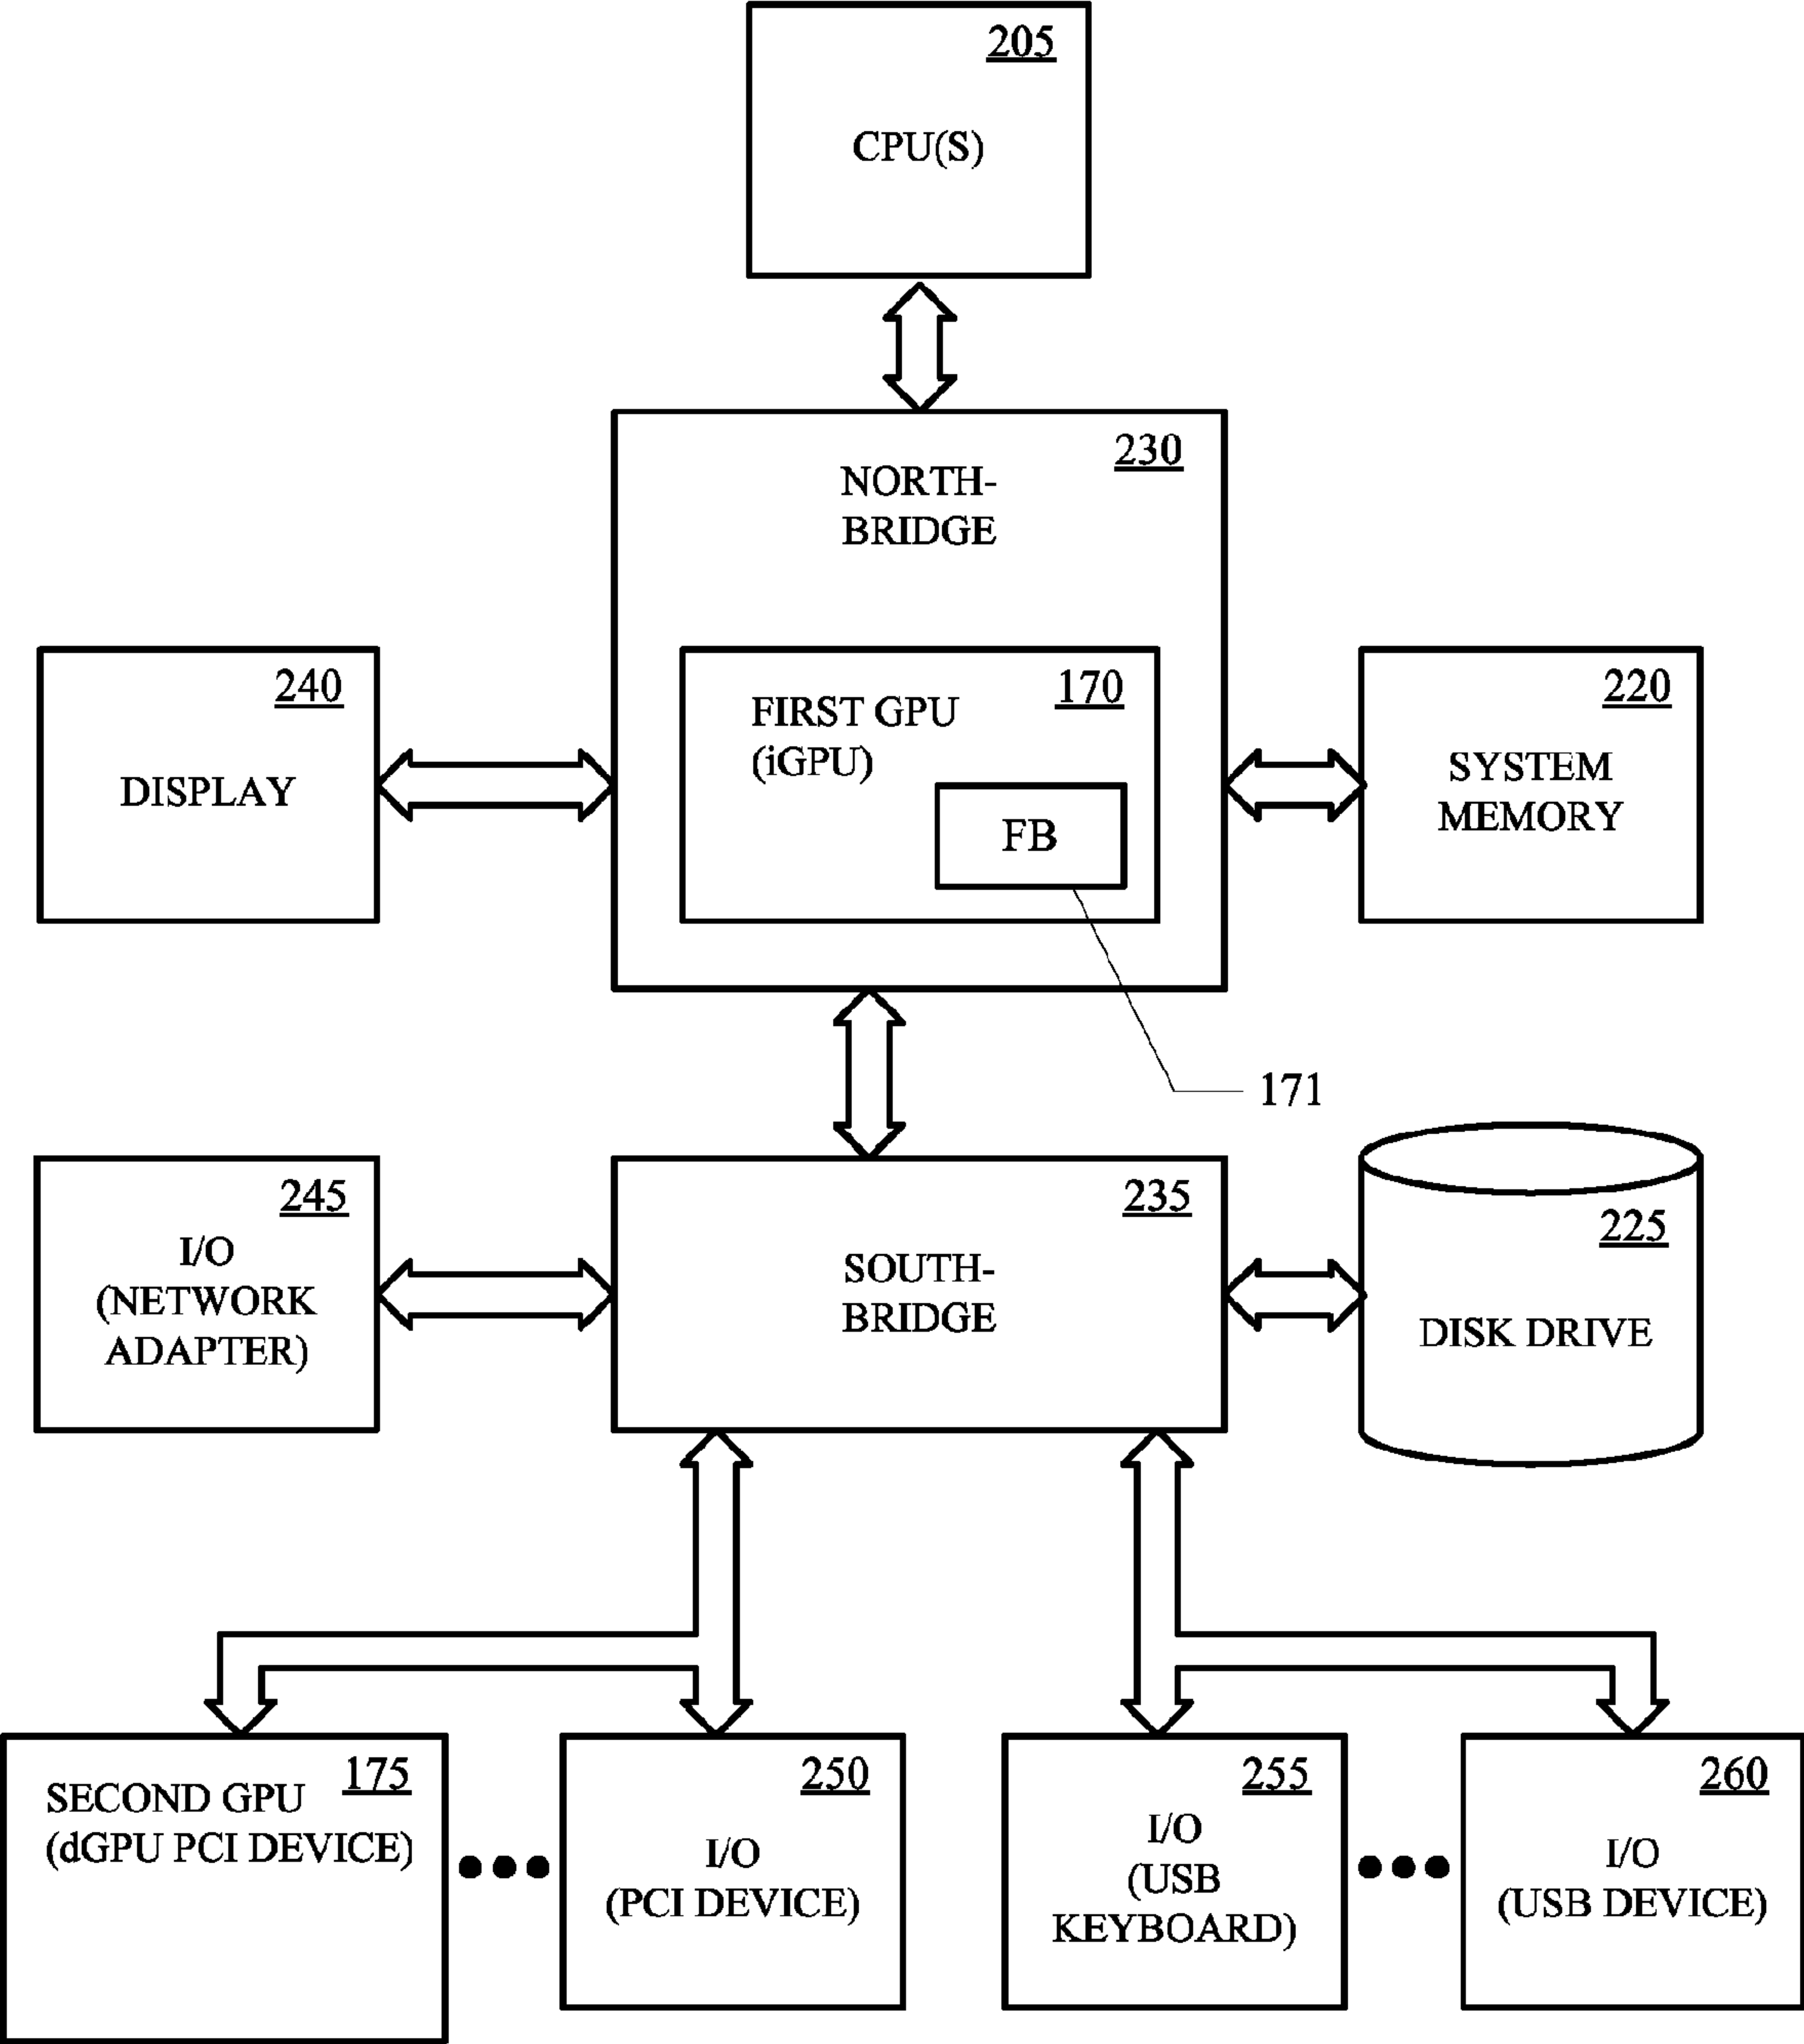 205
CPU(S)
230
NORTH-
BRIDGE
240
DISPLAY
170
FIRST GPU
(iGPU)
FB
220
SYSTEM
MEMORY
171
245
I/O
(NETWORK
ADAPTER)
235
SOUTH-
BRIDGE
225
DISK DRIVE
175
SECOND GPU
(dGPU PCI DEVICE)
250
I/O
(PCI DEVICE)
255
I/O
(USB
KEYBOARD)
260
I/O
(USB DEVICE)